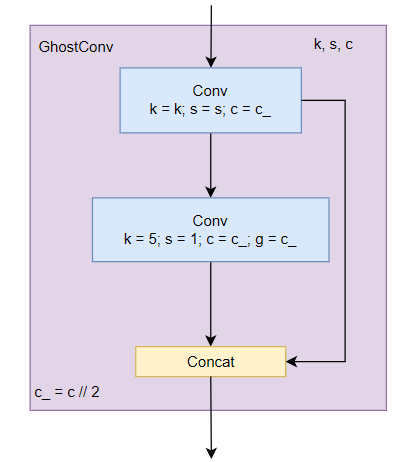 GhostConv
k, s, c
Conv
k = k; s = s; c = c_
Conv
k = 5; s = 1; c = c_; g = c_
Concat
c_ = c // 2